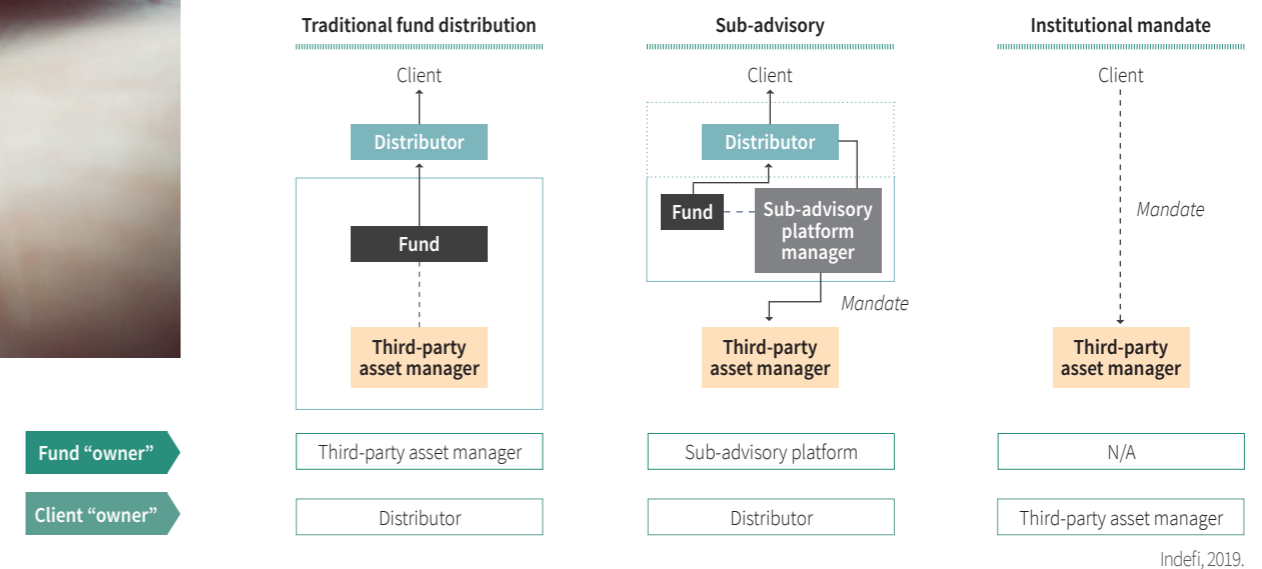 Traditional fund distribution
Client
Distributor
Fund
Third-party
asset manager
Sub-advisory
Client
Distributor
Fund
Sub-advisory
platform
manager
Mandate
Third-party
asset manager
Institutional mandate
Client
Mandate
Third-party
asset manager
Fund “owner”
Third-party asset manager
Sub-advisory platform
N/A
Client “owner”
Distributor
Distributor
Third-party asset manager
Indefi, 2019.